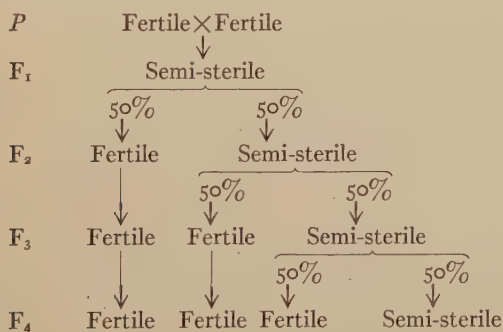 P Fertile×Fertile
F₁ Semi-sterile
50% 50%
F₂ Fertile Semi-sterile
50% 50%
F₃ Fertile Fertile Semi-sterile
50% 50%
F₄ Fertile Fertile Fertile Semi-sterile